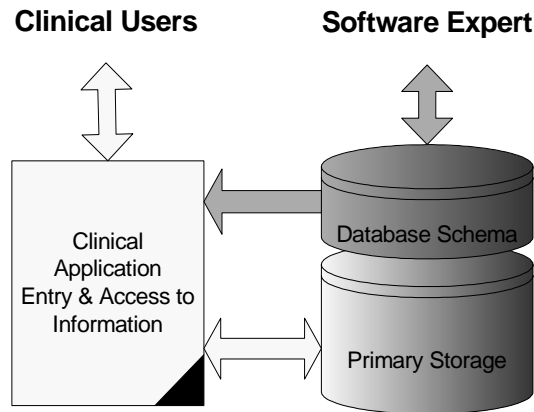 Clinical Users
Software Expert
Clinical
Application
Entry & Access to
Information
Database Schema
Primary Storage